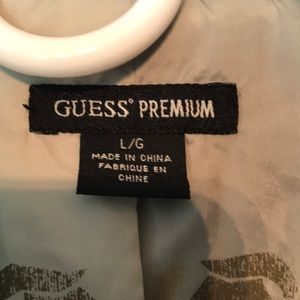 GUESS® PREMIUM
L/G
MADE IN CHINA
FABRIQUE EN
CHINE